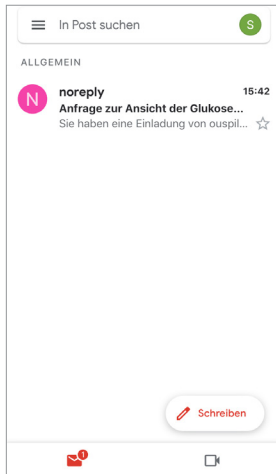 In Post suchen
S
ALLGEMEIN
N
noreply 15:42
Anfrage zur Ansicht der Glukose...
Sie haben eine Einladung von ouspil...
Schreiben
1